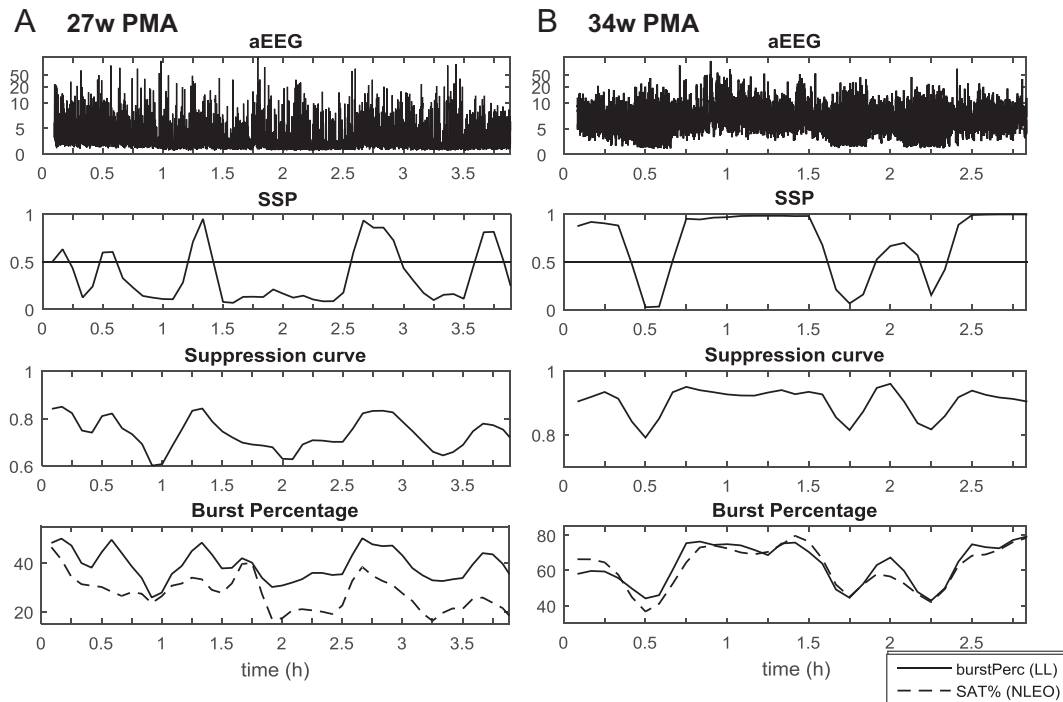 A 27w PMA
aEEG
50
20
10
5
0
0 0.5 1 1.5 2 2.5 3 3.5
SSP
1
0.5
0
0 0.5 1 1.5 2 2.5 3 3.5
Suppression curve
1
0.8
0.6
0 0.5 1 1.5 2 2.5 3 3.5
Burst Percentage
40
20
0 0.5 1 1.5 2 2.5 3 3.5
time (h)
B 34w PMA
aEEG
50
20
10
5
0
0 0.5 1 1.5 2 2.5
SSP
1
0.5
0
0 0.5 1 1.5 2 2.5
Suppression curve
1
0.8
0 0.5 1 1.5 2 2.5
Burst Percentage
80
60
40
0 0.5 1 1.5 2 2.5
time (h)
burstPerc (LL)
SAT% (NLEO)